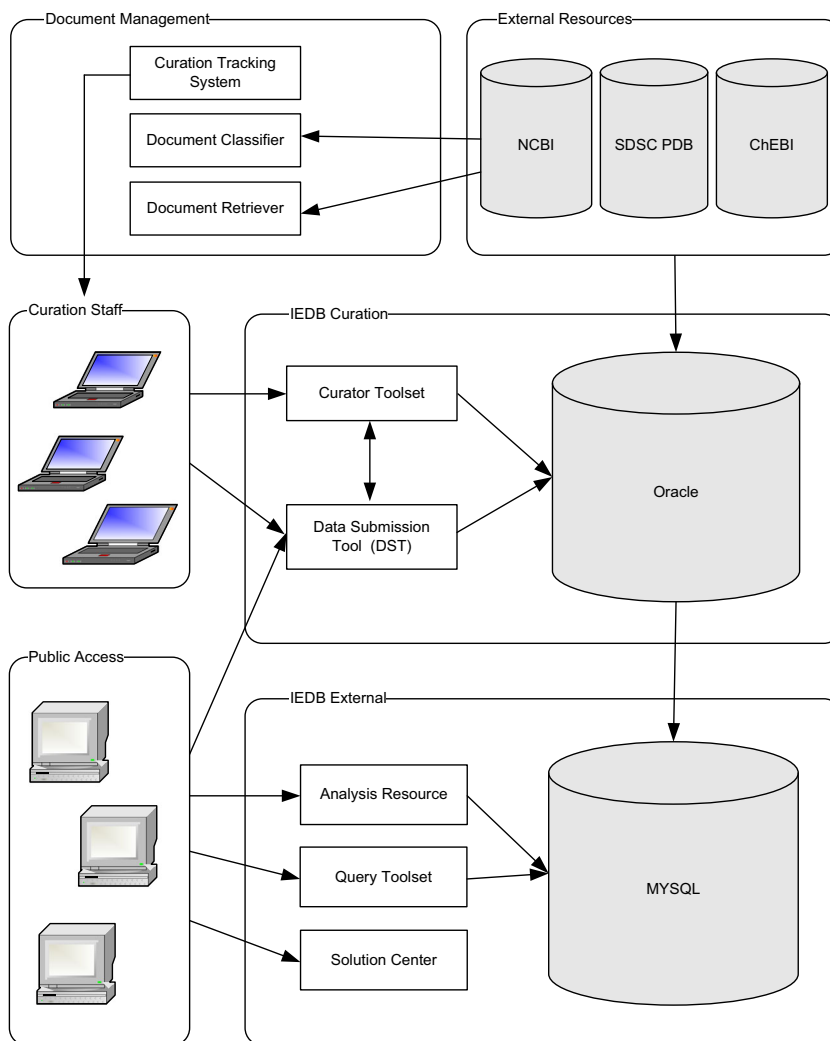 Document Management
External Resources
Curation Tracking
System
Document Classifier
Document Retriever
NCBI
SDSC PDB
ChEBI
Curation Staff
IEDB Curation
Curator Toolset
Data Submission
Tool (DST)
Oracle
Public Access
IEDB External
Analysis Resource
Query Toolset
Solution Center
MYSQL